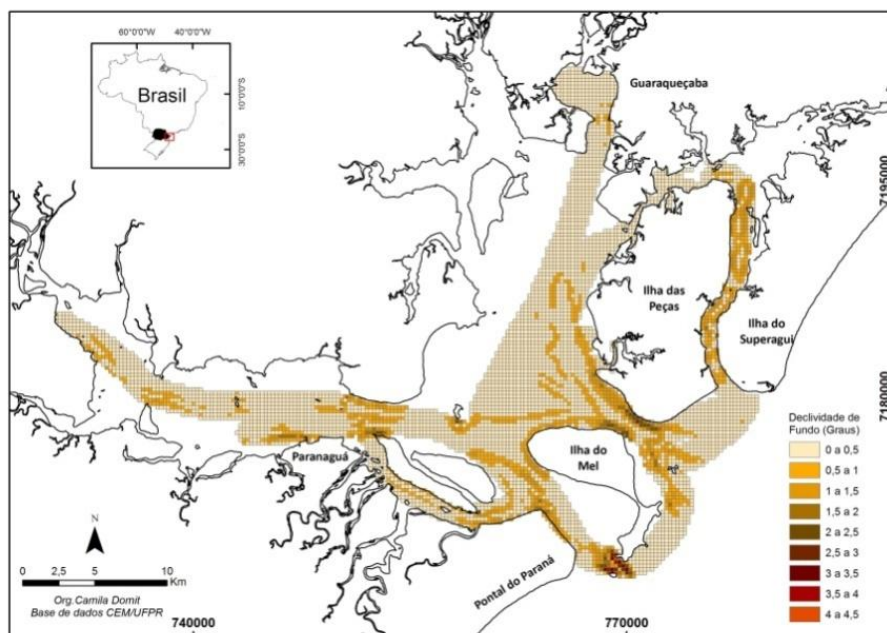 60°0'0"W 40°0'0"W
Brasil
10°0'0"S
30°0'0"S
Guaraqueçaba
7195000
Ilha das
Peças
Ilha do
Superagui
7180000
Ilha do
Mel
Paranaguá
Pontal do Paraná
N
0 2,5 5 10
Km
Org.Camila Domit
Base de dados CEM/UFPR
740000 770000
Declividade de
Fundo (Graus)
0 a 0,5
0,5 a 1
1 a 1,5
1,5 a 2
2 a 2,5
2,5 a 3
3 a 3,5
3,5 a 4
4 a 4,5